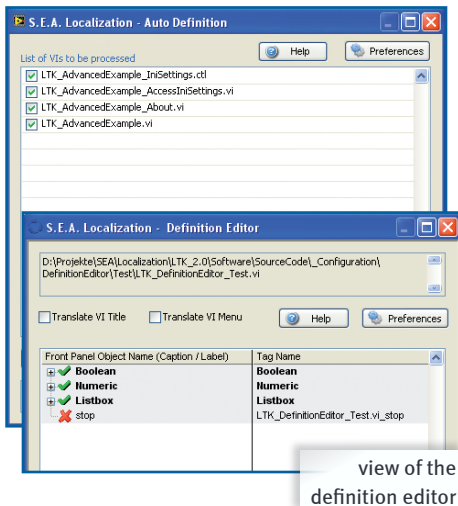 S.E.A. Localization - Auto Definition
List of VIs to be processed
Help
Preferences
LTK_AdvancedExample_IniSettings.ctl
LTK_AdvancedExample_AccessIniSettings.vi
LTK_AdvancedExample_About.vi
LTK_AdvancedExample.vi
S.E.A. Localization - Definition Editor
D:\Projekte\SEA\Localization\LTK_2.0\Software\SourceCode\_Configuration\
DefinitionEditor\Test\LTK_DefinitionEditor_Test.vi
Translate VI Title Translate VI Menu Help Preferences
Front Panel Object Name (Caption / Label) Tag Name
Boolean Boolean
Numeric Numeric
Listbox Listbox
stop LTK_DefinitionEditor_Test.vi_stop
view of the
definition editor